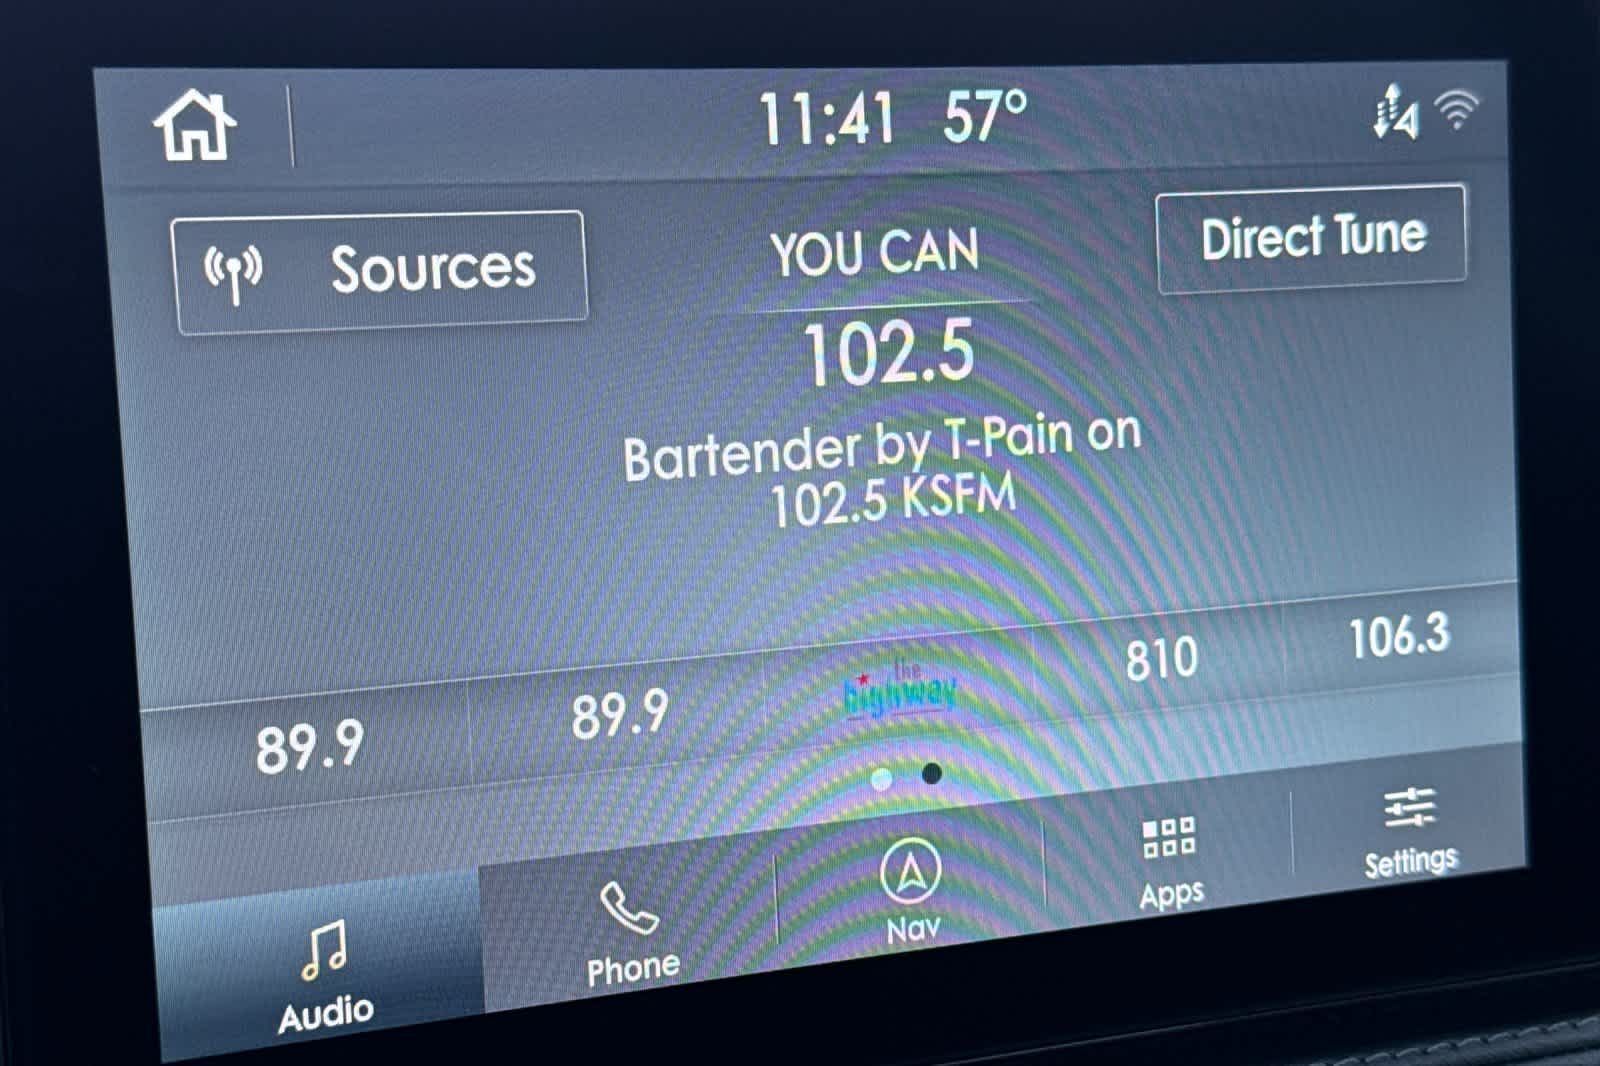 11:41 57°
Sources
YOU CAN
Direct Tune
102.5
Bartender by T-Pain on
102.5 KSFM
89.9
89.9
the
highway
810
106.3
Audio
Phone
Nav
Apps
Settings